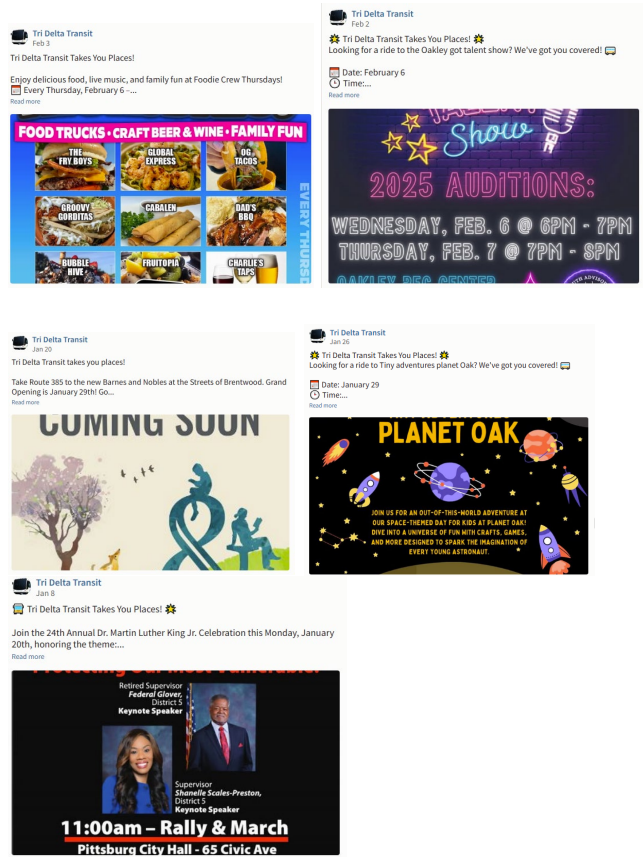 Tri Delta Transit
Feb 3
Tri Delta Transit Takes You Places!
Enjoy delicious food, live music, and family fun at Foodie Crew Thursdays!
Every Thursday, February 6 –...
Read more
FOOD TRUCKS • CRAFT BEER & WINE • FAMILY FUN
THE FRY BOYS
GLOBAL EXPRESS
OG TACOS
GROOVY GORDITAS
CABALEN
DAD'S BBQ
BUBBLE HIVE
FRUITOPIA
CHARLIE'S TAPS
EVERY THURSD
Tri Delta Transit
Feb 2
Tri Delta Transit Takes You Places!
Looking for a ride to the Oakley got talent show? We've got you covered!
Date: February 6
Time:...
Read more
TALENT
Show
2025 AUDITIONS:
WEDNESDAY, FEB. 6 @ 6PM - 7PM
THURSDAY, FEB. 7 @ 7PM - 8PM
OAKLEY REC CENTER
Tri Delta Transit
Jan 20
Tri Delta Transit takes you places!
Take Route 385 to the new Barnes and Nobles at the Streets of Brentwood. Grand
Opening is January 29th! Go...
Read more
COMING SOON
Tri Delta Transit
Jan 26
Tri Delta Transit Takes You Places!
Looking for a ride to Tiny adventures planet Oak? We've got you covered!
Date: January 29
Time:...
Read more
PLANET OAK
JOIN US FOR AN OUT-OF-THIS-WORLD ADVENTURE AT
OUR SPACE-THEMED DAY FOR KIDS AT PLANET OAK!
DIVE INTO A UNIVERSE OF FUN WITH CRAFTS, GAMES,
AND MORE DESIGNED TO SPARK THE IMAGINATION OF
EVERY YOUNG ASTRONAUT.
Tri Delta Transit
Jan 8
Tri Delta Transit Takes You Places!
Join the 24th Annual Dr. Martin Luther King Jr. Celebration this Monday, January
20th, honoring the theme:...
Read more
Protecting Our Most Vulnerable.
Retired Supervisor
Federal Glover,
District 5
Keynote Speaker
Supervisor
Shanelle Scales-Preston,
District 5
Keynote Speaker
11:00am – Rally & March
Pittsburg City Hall - 65 Civic Ave